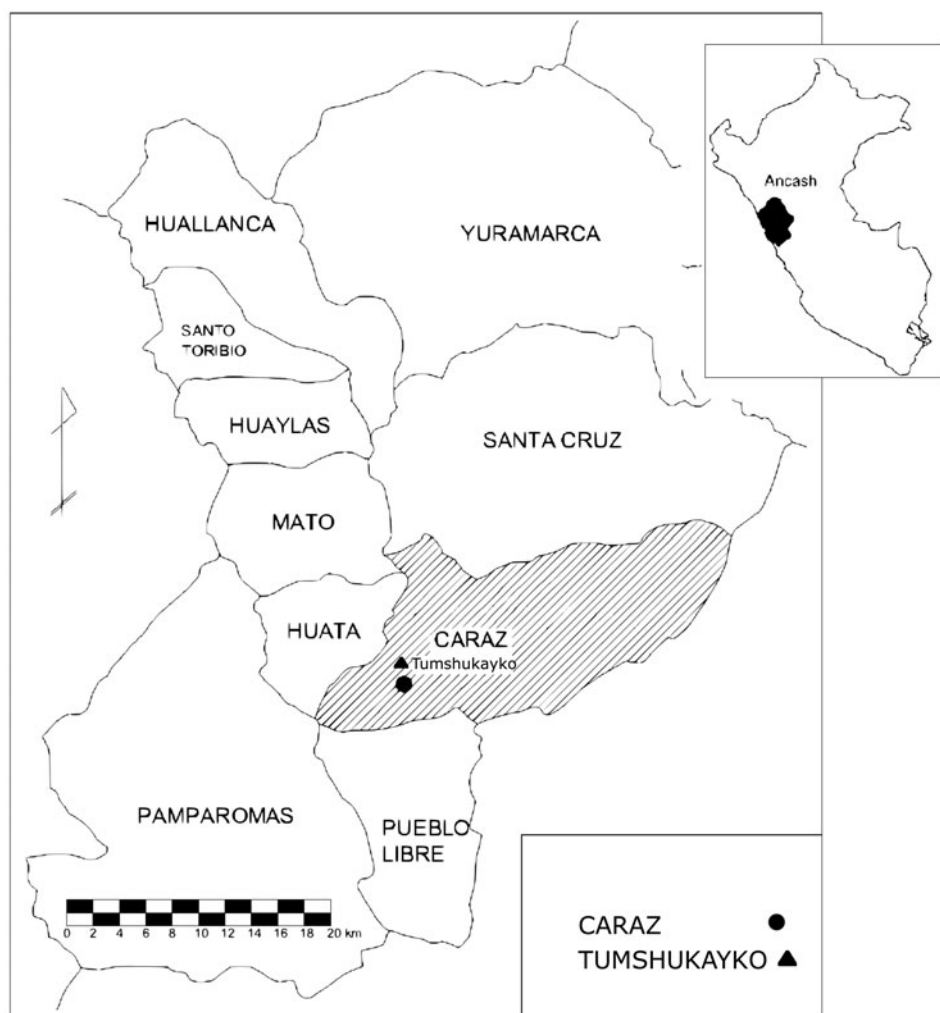 Ancash
HUALLANCA
YURAMARCA
SANTO
TORIBIO
HUAYLAS
SANTA CRUZ
MATO
HUATA
CARAZ
Tumshukayko
PAMPAROMAS
PUEBLO
LIBRE
0 2 4 6 8 10 12 14 16 18 20 km
CARAZ
TUMSHUKAYKO